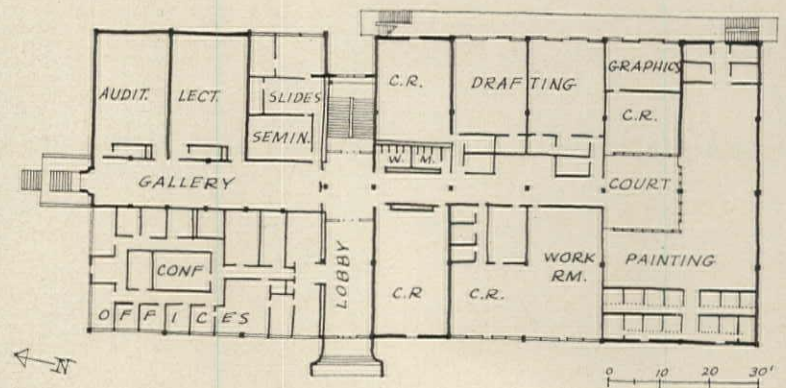 AUDIT.
LECT.
SLIDES
SEMIN.
C.R.
DRAFTING
GRAPHICS
C.R.
W.
M.
GALLERY
COURT
LOBBY
CONF
OFFICES
C.R
C.R.
WORK
RM.
PAINTING
N
0 10 20 30'